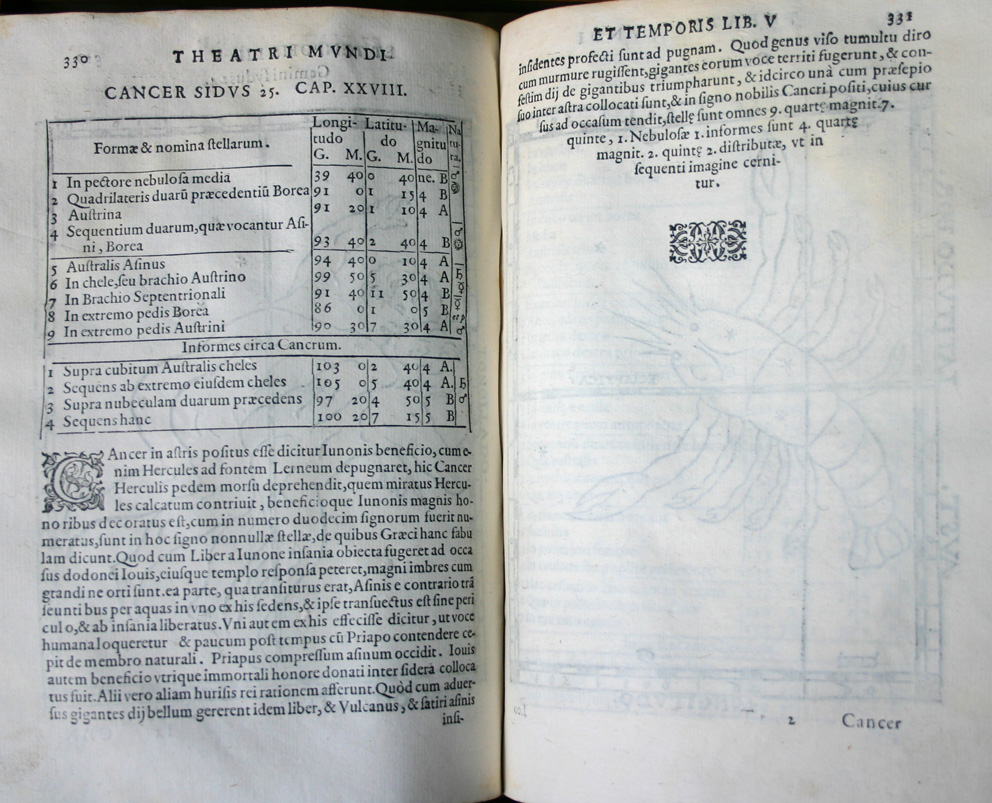 330
THEATRI MVNDI
CANCER SIDVS 25. CAP. XXVIII.
Formæ & nomina stellarum. Longitudo G. M. Latitudo G. M. Magnitudo Natura.
1 In pectore nebulosa media 39 40 0 40 ne. B
2 Quadrilateris duarū præcedentiū Borea 91 0 1 15 4 B
3 Austrina 91 20 1 10 4 A
4 Sequentium duarum, quæ vocantur Asi-
ni, Borea 93 40 2 40 4 B
5 Australis Asinus 94 40 0 10 4 A
6 In chele, seu brachio Austrino 99 50 5 30 4 A
7 In Brachio Septentrionali 91 40 11 50 4 B
8 In extremo pedis Borea 86 0 1 0 5 B
9 In extremo pedis Austrini 90 30 7 30 4 A
Informes circa Cancrum.
1 Supra cubitum Australis cheles 103 0 2 40 4 A.
2 Sequens ab extremo eiusdem cheles 105 0 5 40 4 A. ♄
3 Supra nubeculam duarum præcedens 97 20 4 50 5 B ♂
4 Sequens hanc 100 20 7 15 5 B
CAncer in astris positus esse dicitur Iunonis beneficio, cum e-
nim Hercules ad fontem Lerneum depugnaret, hic Cancer
Herculis pedem morsu deprehendit, quem miratus Hercu-
les calcatum contriuit, beneficioque Iunonis magnis ho-
noribus decoratus est, cum in numero duodecim signorum fuerit nu-
meratus, sunt in hoc signo nonnullæ stellæ, de quibus Græci hanc fabu
lam dicunt. Quod cum Liber a Iunone insania obiecta fugeret ad occa
sus dodonei Iouis, eiusque templo responsa peteret, magni imbres cum
grandine orti sunt. ea parte, qua transiturus erat, Asinis e contrario trā
seuntibus per aquas in vno ex his sedens, & ipse transuectus est sine peri
culo, & ab insania liberatus. Vni autem ex his effecisse dicitur, ut voce
humana loqueretur & paucum post tempus cū Priapo contendere ce-
pit de membro naturali. Priapus compressum asinum occidit. Iouis
autem beneficio vtrique immortali honore donati inter sidera colloca
tus fuit. Alii vero aliam huiusis rei rationem afferunt. Quòd cum aduer-
sus gigantes dij bellum gererent idem liber, & Vulcanus, & satiri asinis
insi-
ET TEMPORIS LIB. V
331
insidentes profecti sunt ad pugnam. Quod genus viso tumultu diro
cum murmure rugissent, gigantes eorum voce territi fugerunt, & con-
festim dij de gigantibus triumpharunt, & idcirco unà cum præsepio
suo inter astra collocati sunt, & in signo nobilis Cancri positi, cuius cur
sus ad occasum tendit, stellę sunt omnes 9. quartę magnit. 7.
quinte, 1. Nebulosæ 1. informes sunt 4. quartę
magnit. 2. quintę 2. distributæ, vt in
sequenti imagine cerni-
tur.
2
Cancer